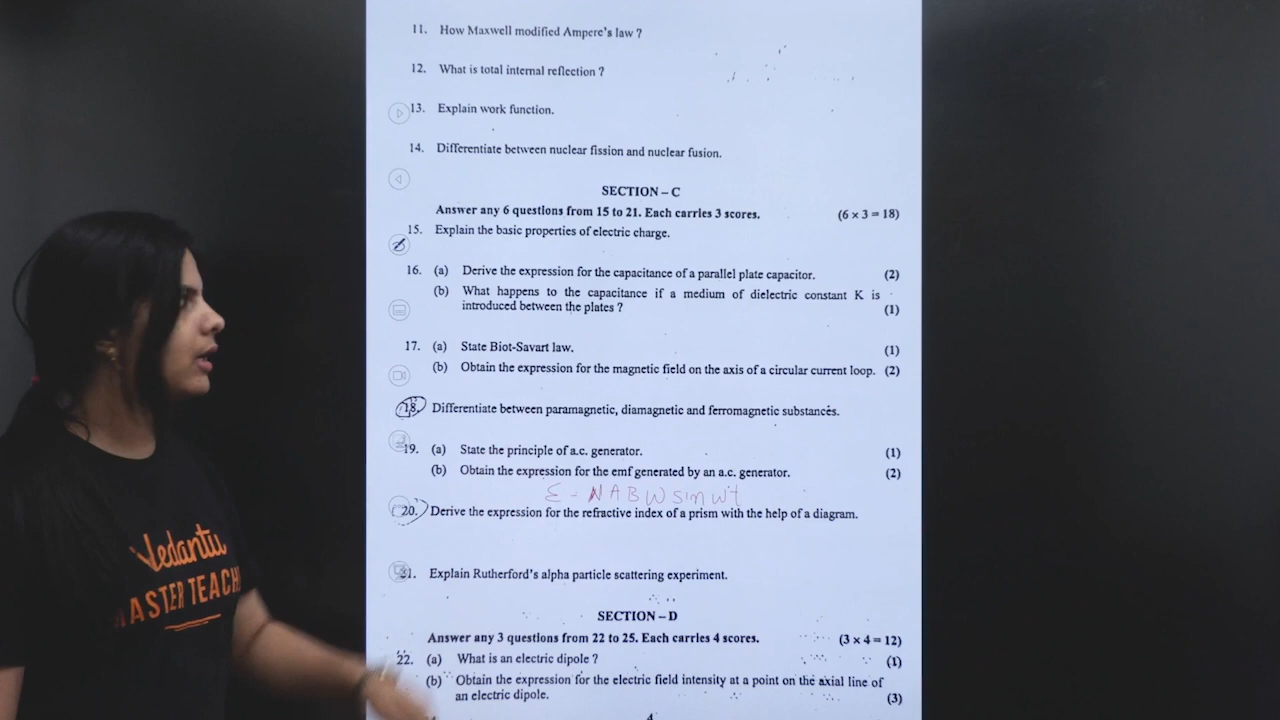 11. How Maxwell modified Ampere's law ?
12. What is total internal reflection ?
13. Explain work function.
14. Differentiate between nuclear fission and nuclear fusion.
SECTION – C
Answer any 6 questions from 15 to 21. Each carries 3 scores. (6 × 3 = 18)
15. Explain the basic properties of electric charge.
16. (a) Derive the expression for the capacitance of a parallel plate capacitor. (2)
(b) What happens to the capacitance if a medium of dielectric constant K is
introduced between the plates ? (1)
17. (a) State Biot-Savart law. (1)
(b) Obtain the expression for the magnetic field on the axis of a circular current loop. (2)
18. Differentiate between paramagnetic, diamagnetic and ferromagnetic substances.
19. (a) State the principle of a.c. generator. (1)
(b) Obtain the expression for the emf generated by an a.c. generator. (2)
ε = NABW sin wt
20. Derive the expression for the refractive index of a prism with the help of a diagram.
21. Explain Rutherford's alpha particle scattering experiment.
SECTION – D
Answer any 3 questions from 22 to 25. Each carries 4 scores. (3 × 4 = 12)
22. (a) What is an electric dipole ? (1)
(b) Obtain the expression for the electric field intensity at a point on the axial line of
an electric dipole. (3)
4
Vedantu
MASTER TEACH